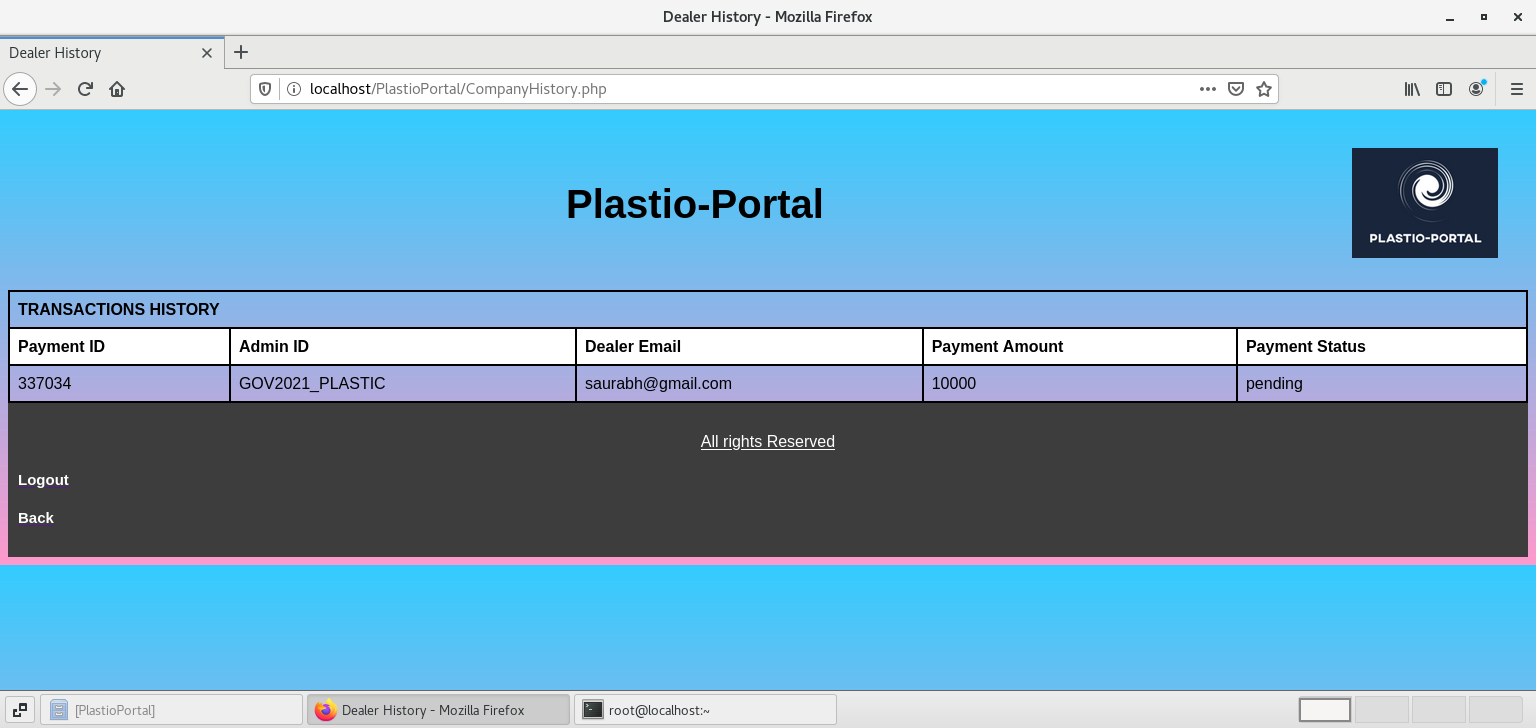 Dealer History - Mozilla Firefox
Dealer History
localhost/PlastioPortal/CompanyHistory.php
Plastio-Portal
PLASTIO-PORTAL
TRANSACTIONS HISTORY
Payment ID Admin ID Dealer Email Payment Amount Payment Status
337034 GOV2021_PLASTIC saurabh@gmail.com 10000 pending
All rights Reserved
Logout
Back
[PlastioPortal] Dealer History - Mozilla Firefox root@localhost:~